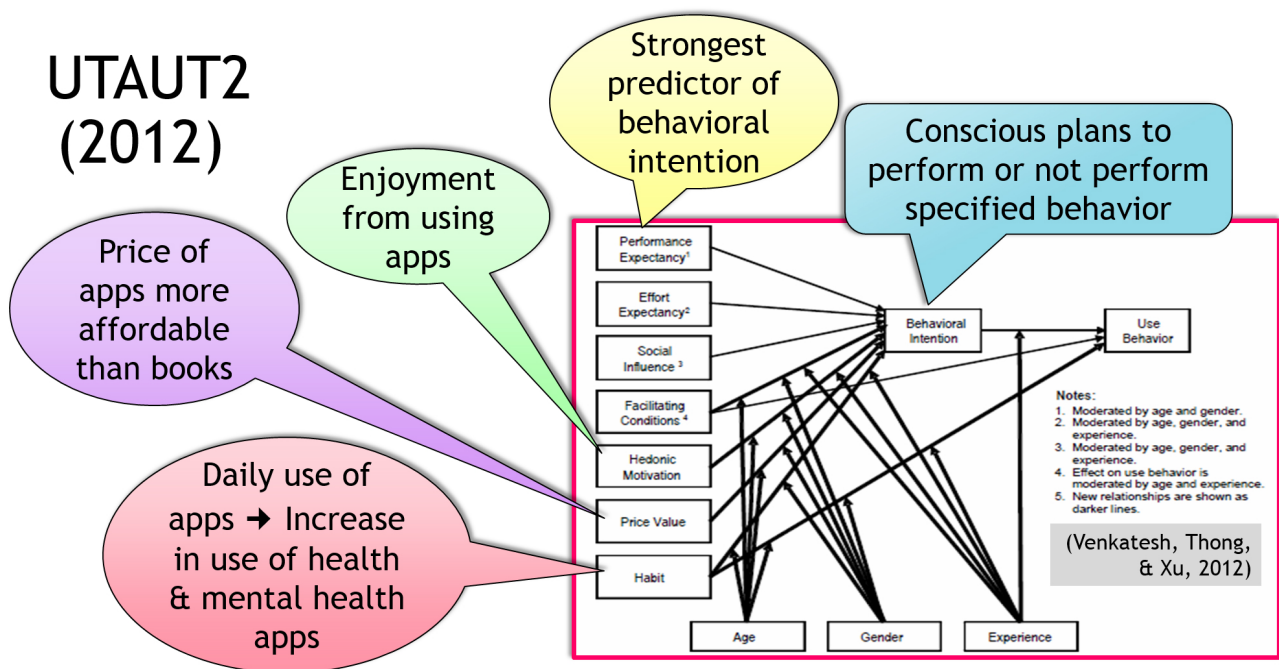 UTAUT2
(2012)
Strongest
predictor of
behavioral
intention
Conscious plans to
perform or not perform
specified behavior
Enjoyment
from using
apps
Price of
apps more
affordable
than books
Daily use of
apps → Increase
in use of health
& mental health
apps
Performance
Expectancy¹
Effort
Expectancy²
Social
Influence ³
Facilitating
Conditions ⁴
Hedonic
Motivation
Price Value
Habit
Behavioral
Intention
Use
Behavior
Notes:
1. Moderated by age and gender.
2. Moderated by age, gender, and
experience.
3. Moderated by age, gender, and
experience.
4. Effect on use behavior is
moderated by age and experience.
5. New relationships are shown as
darker lines.
(Venkatesh, Thong,
& Xu, 2012)
Age
Gender
Experience